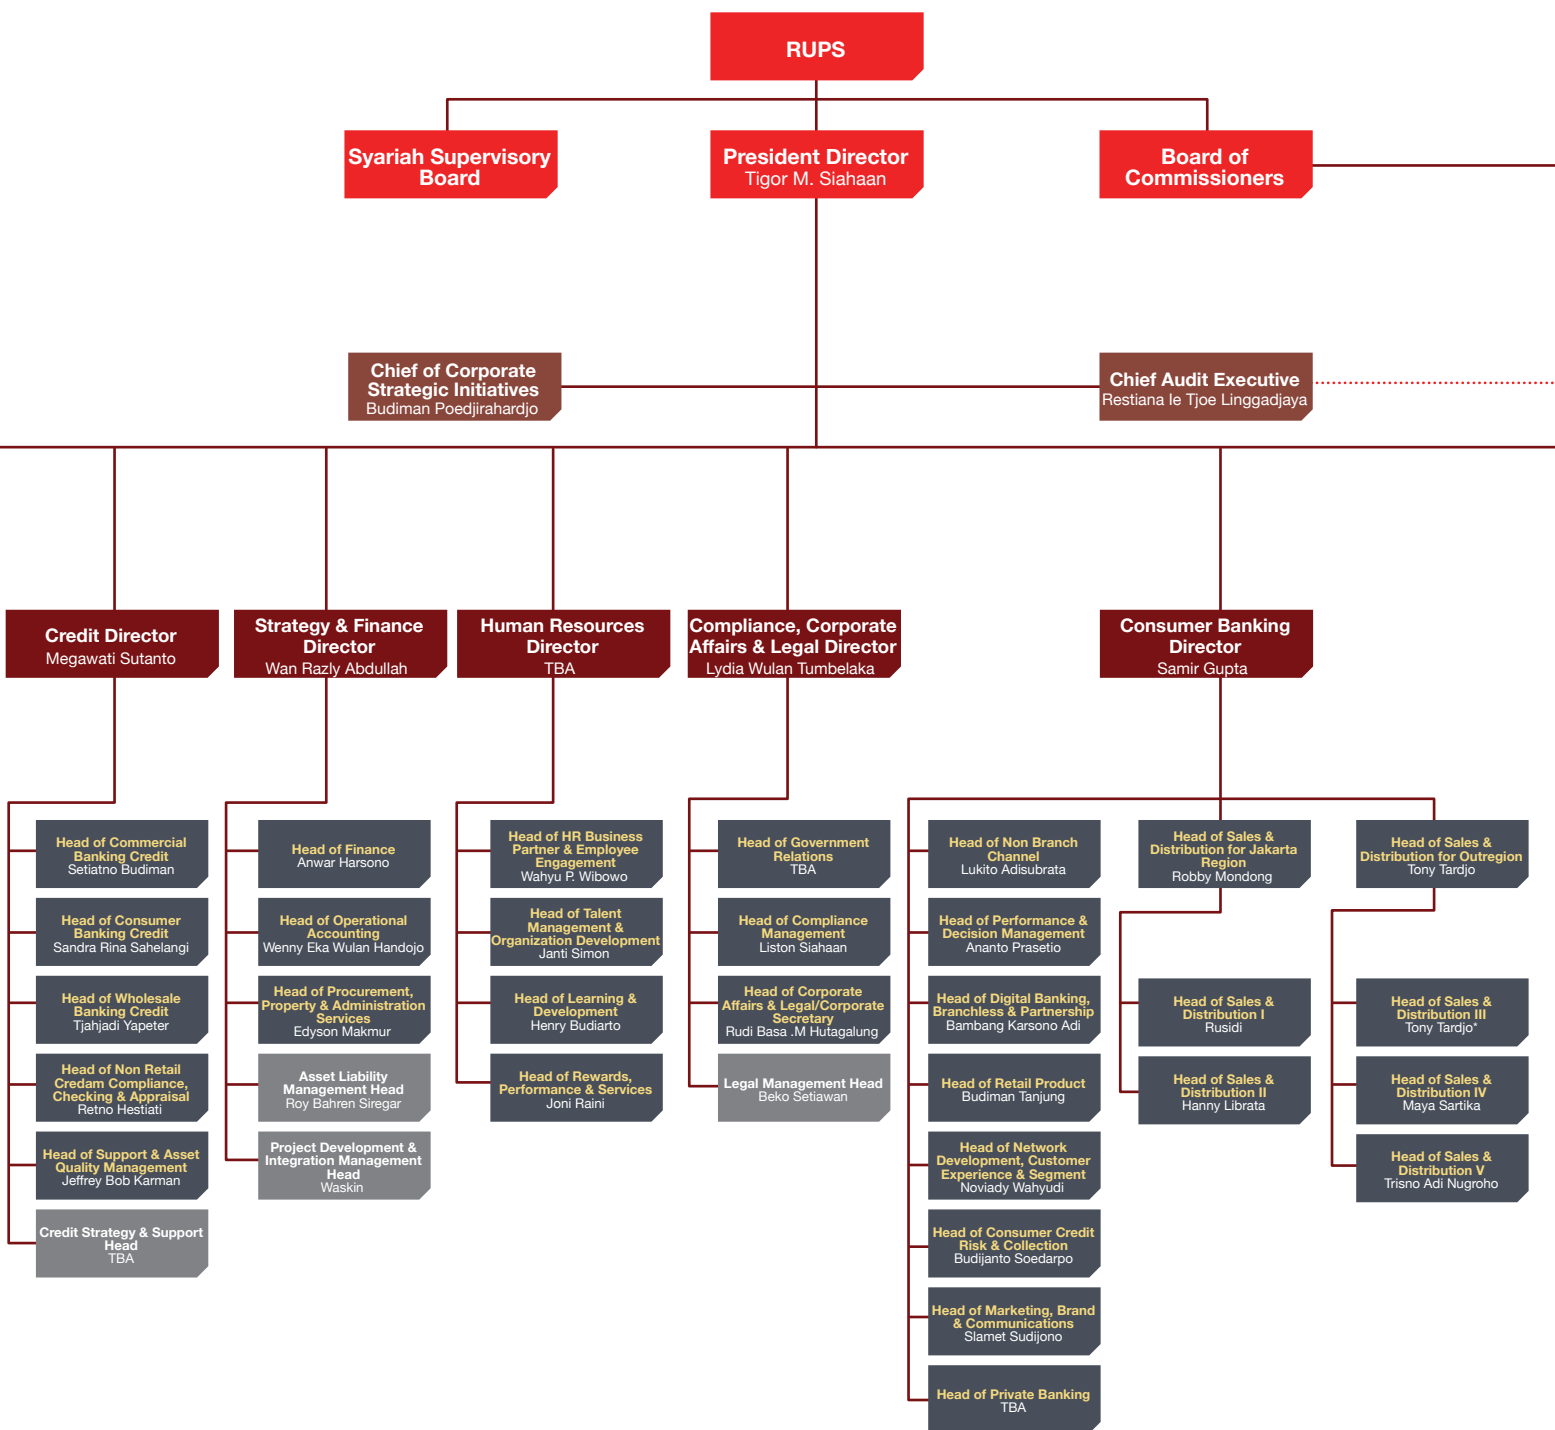 RUPS
Syariah Supervisory
Board
President Director
Tigor M. Siahaan
Board of
Commissioners
Chief of Corporate
Strategic Initiatives
Budiman Poedjirahardjo
Chief Audit Executive
Restiana Ie Tjoe Linggadjaya
Credit Director
Megawati Sutanto
Strategy & Finance
Director
Wan Razly Abdullah
Human Resources
Director
TBA
Compliance, Corporate
Affairs & Legal Director
Lydia Wulan Tumbelaka
Consumer Banking
Director
Samir Gupta
Head of Commercial
Banking Credit
Setiatno Budiman
Head of Consumer
Banking Credit
Sandra Rina Sahelangi
Head of Wholesale
Banking Credit
Tjahjadi Yapeter
Head of Non Retail
Credam Compliance,
Checking & Appraisal
Retno Hestiati
Head of Support & Asset
Quality Management
Jeffrey Bob Karman
Credit Strategy & Support
Head
TBA
Head of Finance
Anwar Harsono
Head of Operational
Accounting
Wenny Eka Wulan Handojo
Head of Procurement,
Property & Administration
Services
Edyson Makmur
Asset Liability
Management Head
Roy Bahren Siregar
Project Development &
Integration Management
Head
Waskin
Head of HR Business
Partner & Employee
Engagement
Wahyu P. Wibowo
Head of Talent
Management &
Organization Development
Janti Simon
Head of Learning &
Development
Henry Budiarto
Head of Rewards,
Performance & Services
Joni Raini
Head of Government
Relations
TBA
Head of Compliance
Management
Liston Siahaan
Head of Corporate
Affairs & Legal/Corporate
Secretary
Rudi Basa .M Hutagalung
Legal Management Head
Beko Setiawan
Head of Non Branch
Channel
Lukito Adisubrata
Head of Performance &
Decision Management
Ananto Prasetio
Head of Digital Banking,
Branchless & Partnership
Bambang Karsono Adi
Head of Retail Product
Budiman Tanjung
Head of Network
Development, Customer
Experience & Segment
Noviady Wahyudi
Head of Consumer Credit
Risk & Collection
Budijanto Soedarpo
Head of Marketing, Brand
& Communications
Slamet Sudijono
Head of Private Banking
TBA
Head of Sales &
Distribution for Jakarta
Region
Robby Mondong
Head of Sales &
Distribution I
Rusidi
Head of Sales &
Distribution II
Hanny Librata
Head of Sales &
Distribution for Outregion
Tony Tardjo
Head of Sales &
Distribution III
Tony Tardjo*
Head of Sales &
Distribution IV
Maya Sartika
Head of Sales &
Distribution V
Trisno Adi Nugroho